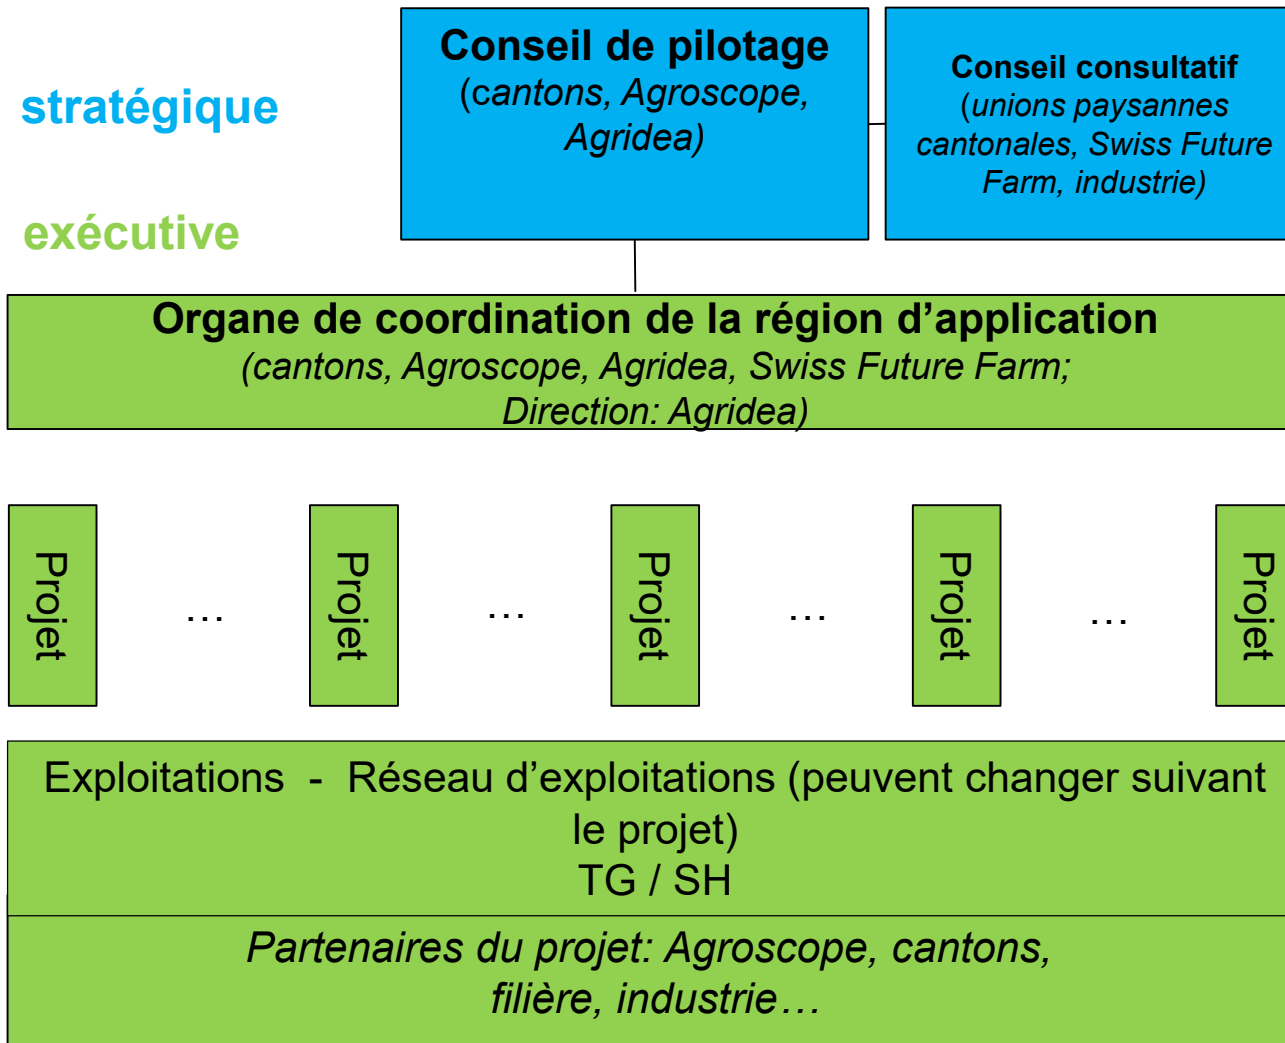 stratégique
exécutive
Conseil de pilotage
(cantons, Agroscope,
Agridea)
Conseil consultatif
(unions paysannes
cantonales, Swiss Future
Farm, industrie)
Organe de coordination de la région d’application
(cantons, Agroscope, Agridea, Swiss Future Farm;
Direction: Agridea)
Projet
…
Projet
…
Projet
…
Projet
…
Projet
Exploitations - Réseau d’exploitations (peuvent changer suivant
le projet)
TG / SH
Partenaires du projet: Agroscope, cantons,
filière, industrie…